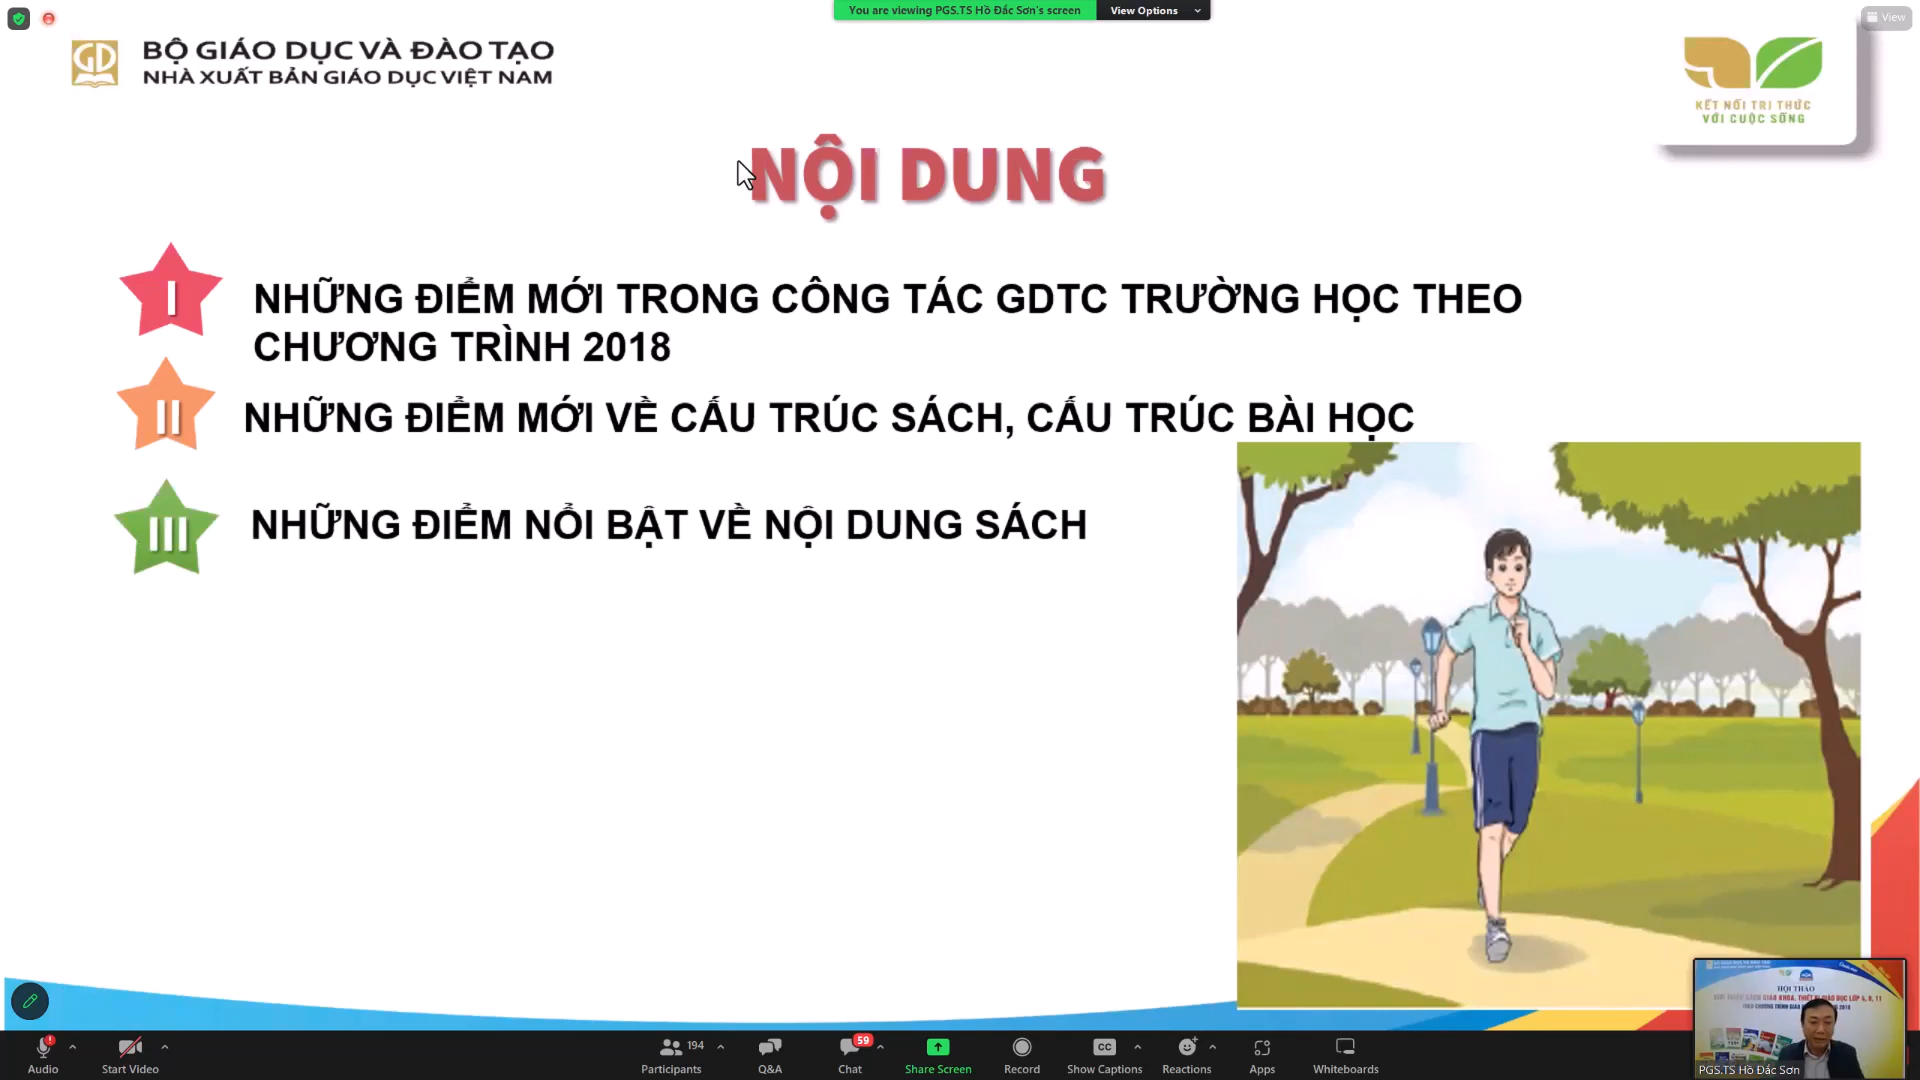 You are viewing PGS.TS Hồ Đắc Sơn's screen
View Options
View
BỘ GIÁO DỤC VÀ ĐÀO TẠO
NHÀ XUẤT BẢN GIÁO DỤC VIỆT NAM
GD
KẾT NỐI TRI THỨC
VỚI CUỘC SỐNG
NỘI DUNG
I
NHỮNG ĐIỂM MỚI TRONG CÔNG TÁC GDTC TRƯỜNG HỌC THEO
CHƯƠNG TRÌNH 2018
II
NHỮNG ĐIỂM MỚI VỀ CẤU TRÚC SÁCH, CẤU TRÚC BÀI HỌC
III
NHỮNG ĐIỂM NỔI BẬT VỀ NỘI DUNG SÁCH
HỘI THẢO
PGS.TS Hồ Đắc Sơn
Audio
Start Video
194
Participants
Q&A
59
Chat
Share Screen
Record
CC
Show Captions
Reactions
Apps
Whiteboards